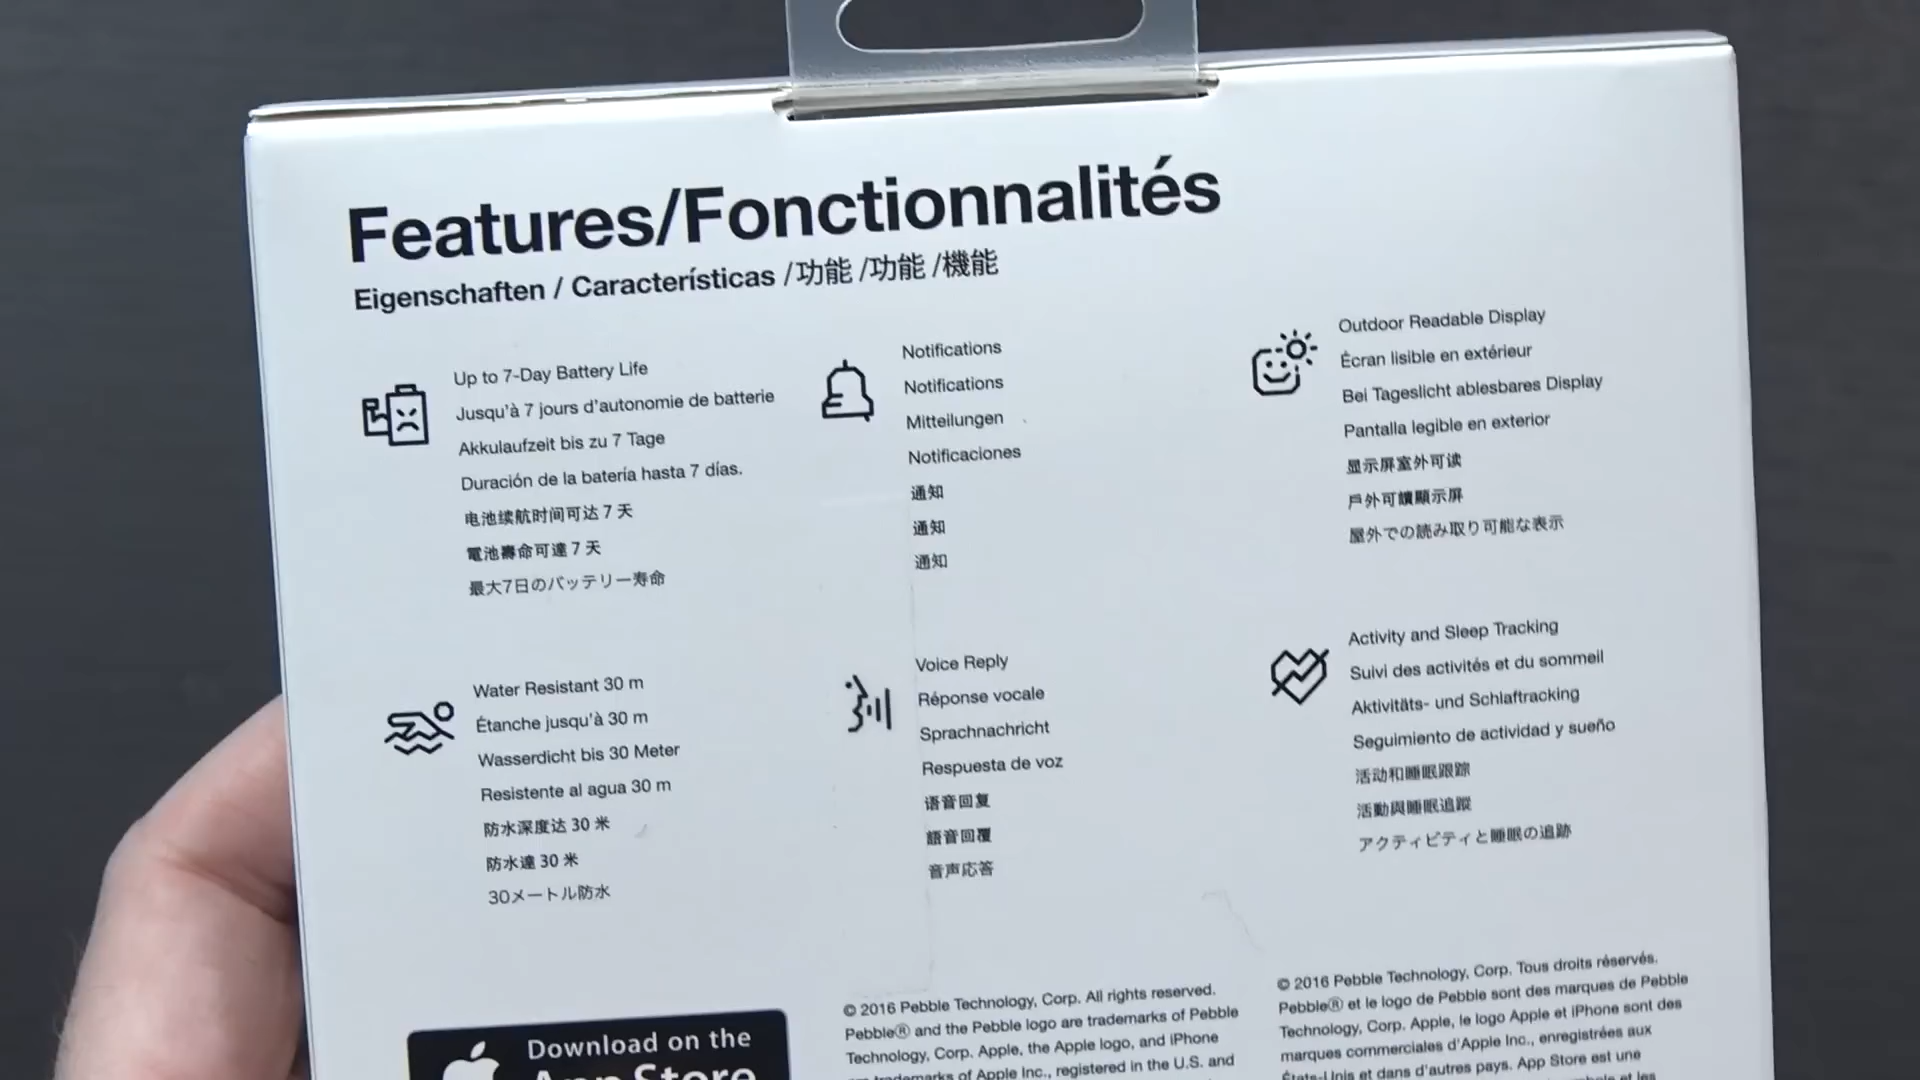 Features/Fonctionnalités
Eigenschaften / Características /功能 /功能 /機能
Up to 7-Day Battery Life
Jusqu'à 7 jours d'autonomie de batterie
Akkulaufzeit bis zu 7 Tage
Duración de la batería hasta 7 días.
电池续航时间可达 7 天
電池壽命可達 7 天
最大7日のバッテリー寿命
Notifications
Notifications
Mitteilungen
Notificaciones
通知
通知
通知
Outdoor Readable Display
Écran lisible en extérieur
Bei Tageslicht ablesbares Display
Pantalla legible en exterior
显示屏室外可读
戶外可讀顯示屏
屋外での読み取り可能な表示
Water Resistant 30 m
Étanche jusqu'à 30 m
Wasserdicht bis 30 Meter
Resistente al agua 30 m
防水深度达 30 米
防水達 30 米
30メートル防水
Voice Reply
Réponse vocale
Sprachnachricht
Respuesta de voz
语音回复
語音回覆
音声応答
Activity and Sleep Tracking
Suivi des activités et du sommeil
Aktivitäts- und Schlaftracking
Seguimiento de actividad y sueño
活动和睡眠跟踪
活動與睡眠追蹤
アクティビティと睡眠の追跡
Download on the
App Store
© 2016 Pebble Technology, Corp. All rights reserved.
Pebble® and the Pebble logo are trademarks of Pebble
Technology, Corp. Apple, the Apple logo, and iPhone
trademarks of Apple Inc., registered in the U.S. and
© 2016 Pebble Technology, Corp. Tous droits réservés.
Pebble® et le logo de Pebble sont des marques de Pebble
Technology, Corp. Apple, le logo Apple et iPhone sont des
marques commerciales d'Apple Inc., enregistrées aux
États-Unis et dans d'autres pays. App Store est une
et les